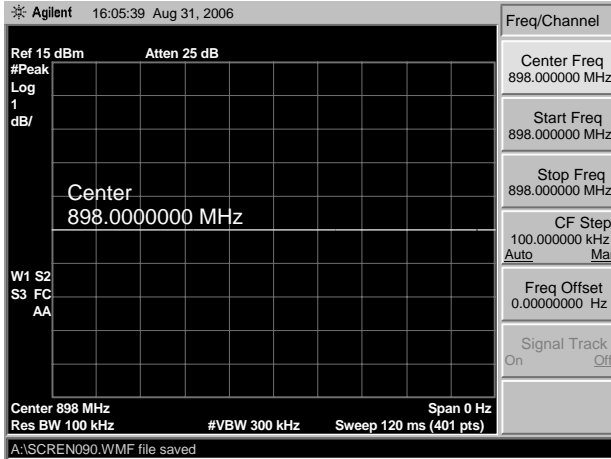 Agilent 16:05:39 Aug 31, 2006
Freq/Channel
Ref 15 dBm Atten 25 dB
#Peak
Log
1
dB/
Center
898.0000000 MHz
W1 S2
S3 FC
AA
Center 898 MHz Span 0 Hz
Res BW 100 kHz #VBW 300 kHz Sweep 120 ms (401 pts)
A:\SCREN090.WMF file saved
Center Freq
898.000000 MHz
Start Freq
898.000000 MHz
Stop Freq
898.000000 MHz
CF Step
100.000000 kHz
Auto Ma
Freq Offset
0.00000000 Hz
Signal Track
On Off